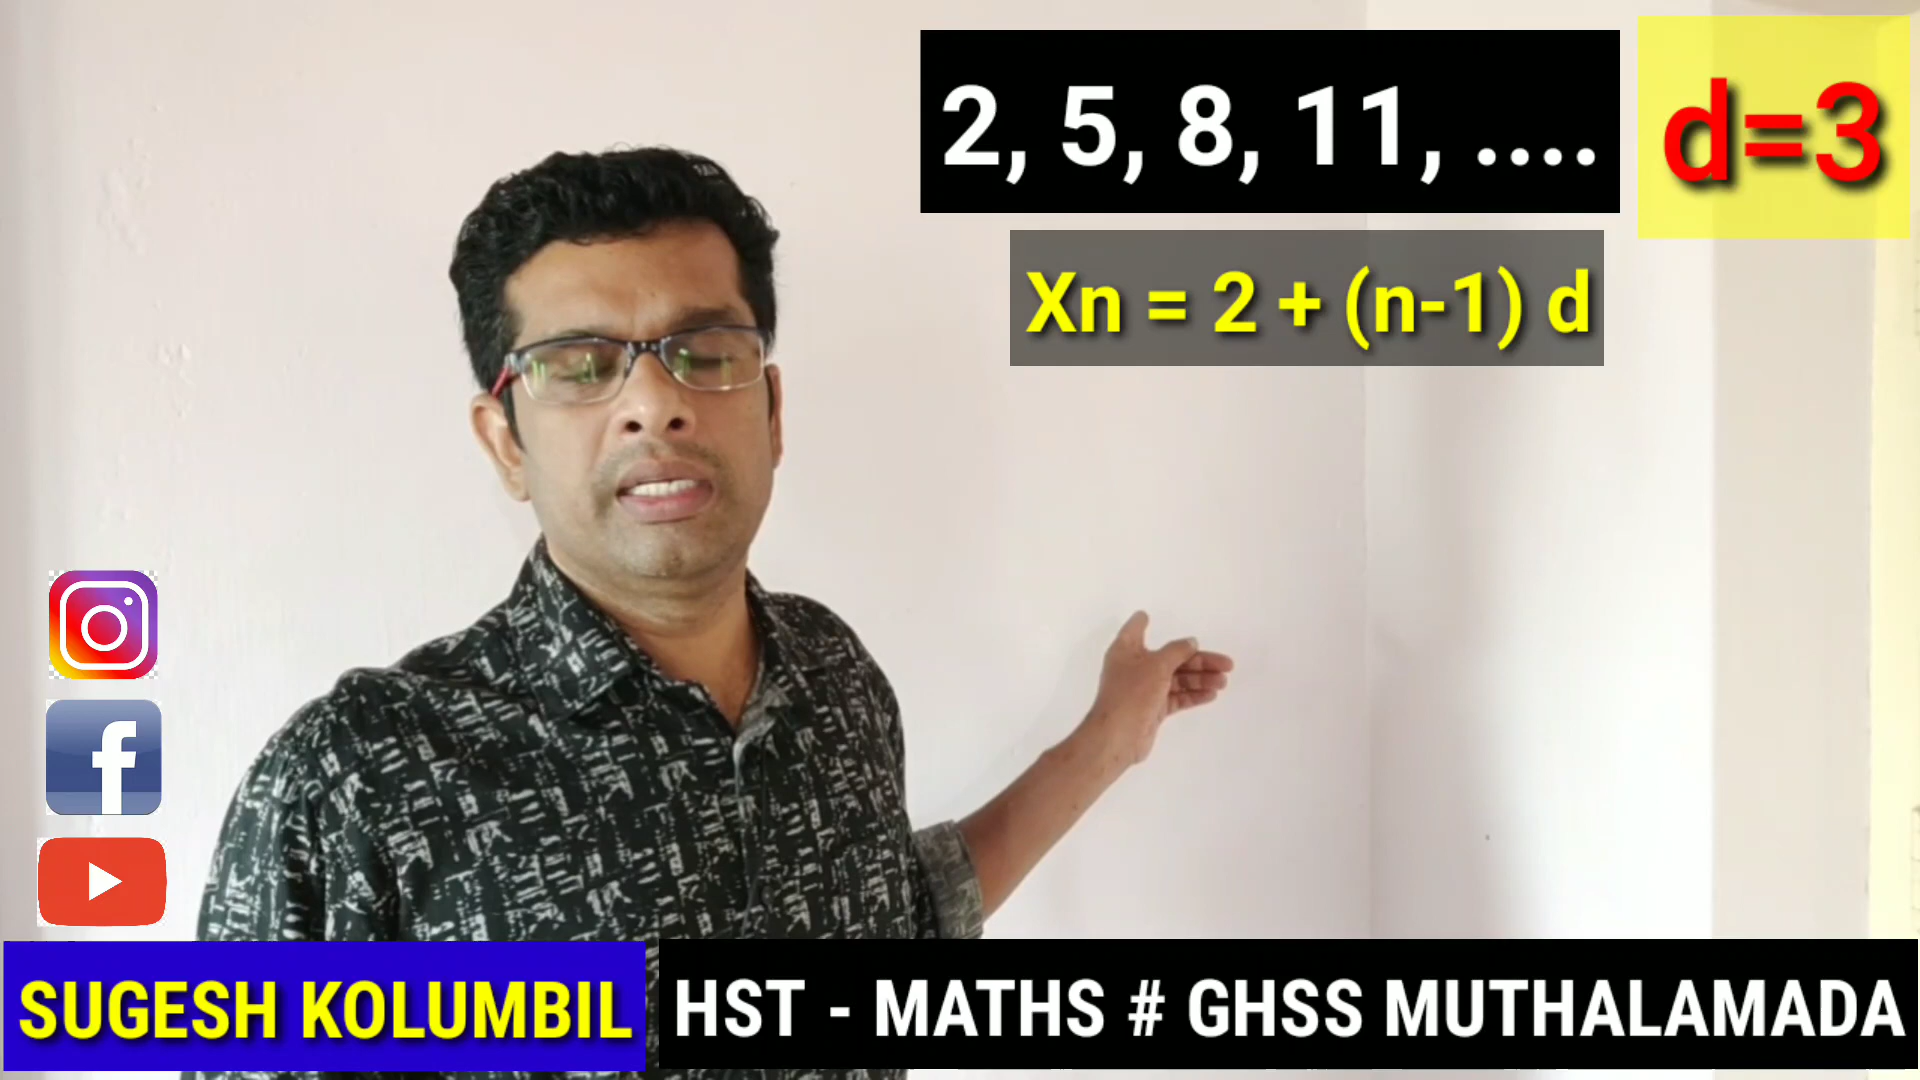 2, 5, 8, 11, ....
d=3
Xn = 2 + (n-1) d
SUGESH KOLUMBIL
HST - MATHS # GHSS MUTHALAMADA